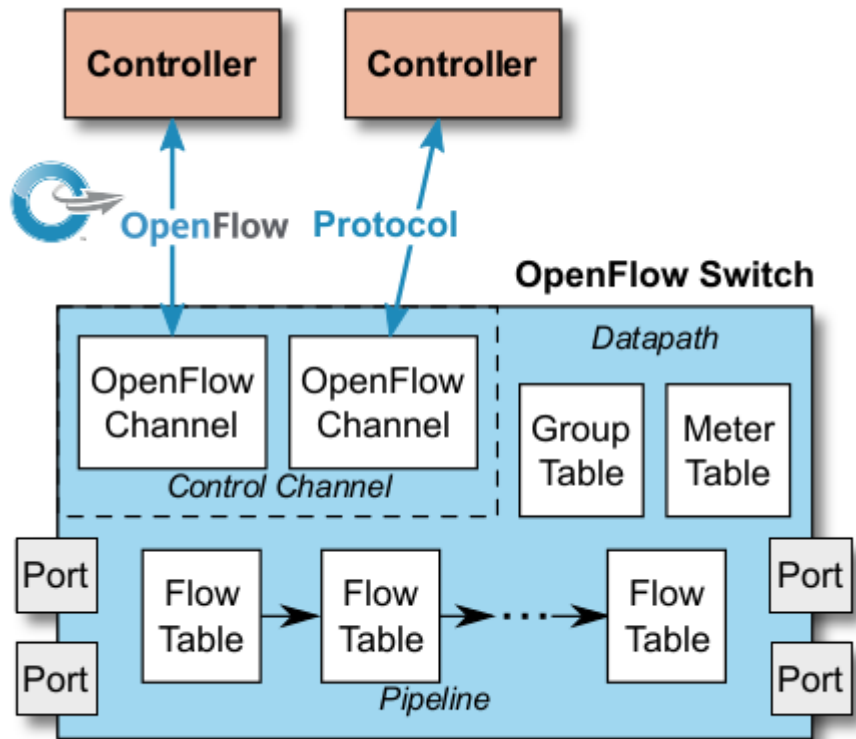 Controller Controller
OpenFlow Protocol
OpenFlow Switch
Datapath
OpenFlow
Channel
OpenFlow
Channel
Control Channel
Group
Table
Meter
Table
Port
Port
Flow
Table
Flow
Table
...
Flow
Table
Pipeline
Port
Port